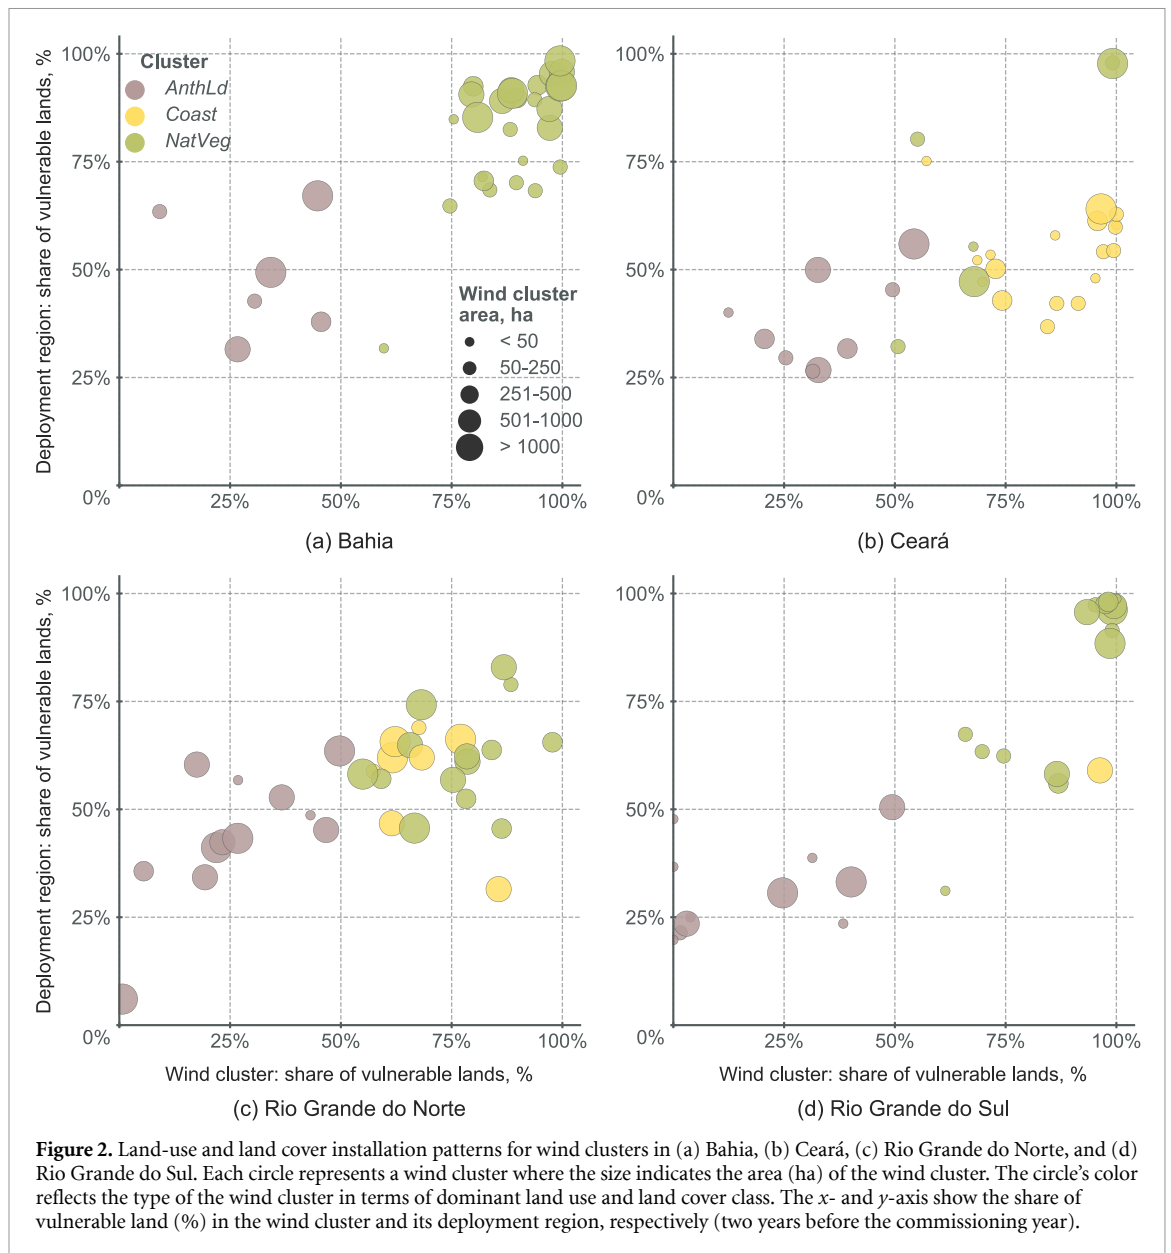 Deployment region: share of vulnerable lands, %
100%
75%
50%
25%
0%
25%
50%
75%
100%
Cluster
AnthLd
Coast
NatVeg
Wind cluster
area, ha
< 50
50-250
251-500
501-1000
> 1000
(a) Bahia
100%
75%
50%
25%
0%
25%
50%
75%
100%
(b) Ceará
Deployment region: share of vulnerable lands, %
100%
75%
50%
25%
0%
25%
50%
75%
100%
Wind cluster: share of vulnerable lands, %
(c) Rio Grande do Norte
100%
75%
50%
25%
0%
25%
50%
75%
100%
Wind cluster: share of vulnerable lands, %
(d) Rio Grande do Sul
Figure 2. Land-use and land cover installation patterns for wind clusters in (a) Bahia, (b) Ceará, (c) Rio Grande do Norte, and (d)
Rio Grande do Sul. Each circle represents a wind cluster where the size indicates the area (ha) of the wind cluster. The circle's color
reflects the type of the wind cluster in terms of dominant land use and land cover class. The x- and y-axis show the share of
vulnerable land (%) in the wind cluster and its deployment region, respectively (two years before the commissioning year).